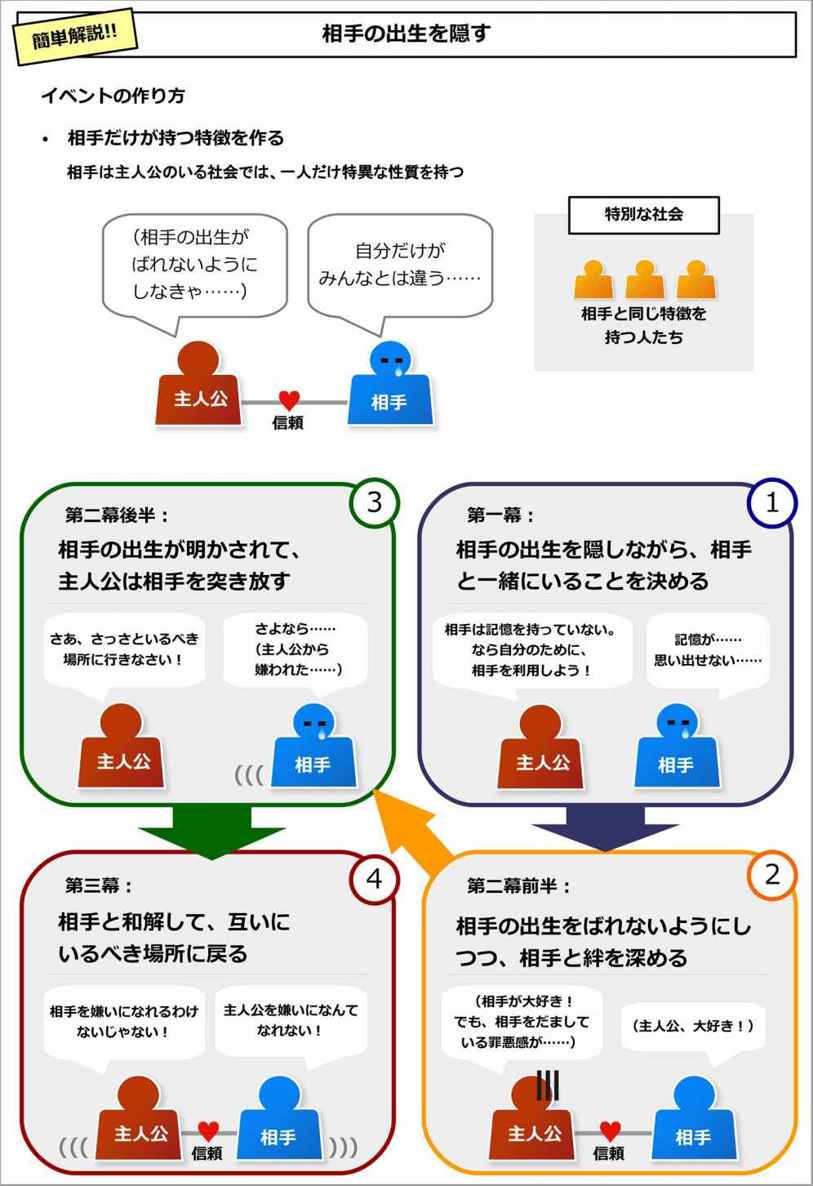 簡単解説!!
相手の出生を隠す
イベントの作り方
• 相手だけが持つ特徴を作る
相手は主人公のいる社会では、一人だけ特異な性質を持つ
（相手の出生が
ばれないように
しなきゃ……）
自分だけが
みんなとは違う……
主人公
信頼
相手
特別な社会
相手と同じ特徴を
持つ人たち
1
第一幕：
相手の出生を隠しながら、相手
と一緒にいることを決める
相手は記憶を持っていない。
なら自分のために、
相手を利用しよう！
記憶が……
思い出せない……
主人公
相手
2
第二幕前半：
相手の出生をばれないようにし
つつ、相手と絆を深める
（相手が大好き！
でも、相手をだまして
いる罪悪感が……）
（主人公、大好き！）
主人公
信頼
相手
3
第二幕後半：
相手の出生が明かされて、
主人公は相手を突き放す
さあ、さっさといるべき
場所に行きなさい！
さよなら……
（主人公から
嫌われた……）
主人公
(((
相手
4
第三幕：
相手と和解して、互いに
いるべき場所に戻る
相手を嫌いになれるわけ
ないじゃない！
主人公を嫌いになんて
なれない！
(((
主人公
信頼
相手
)))